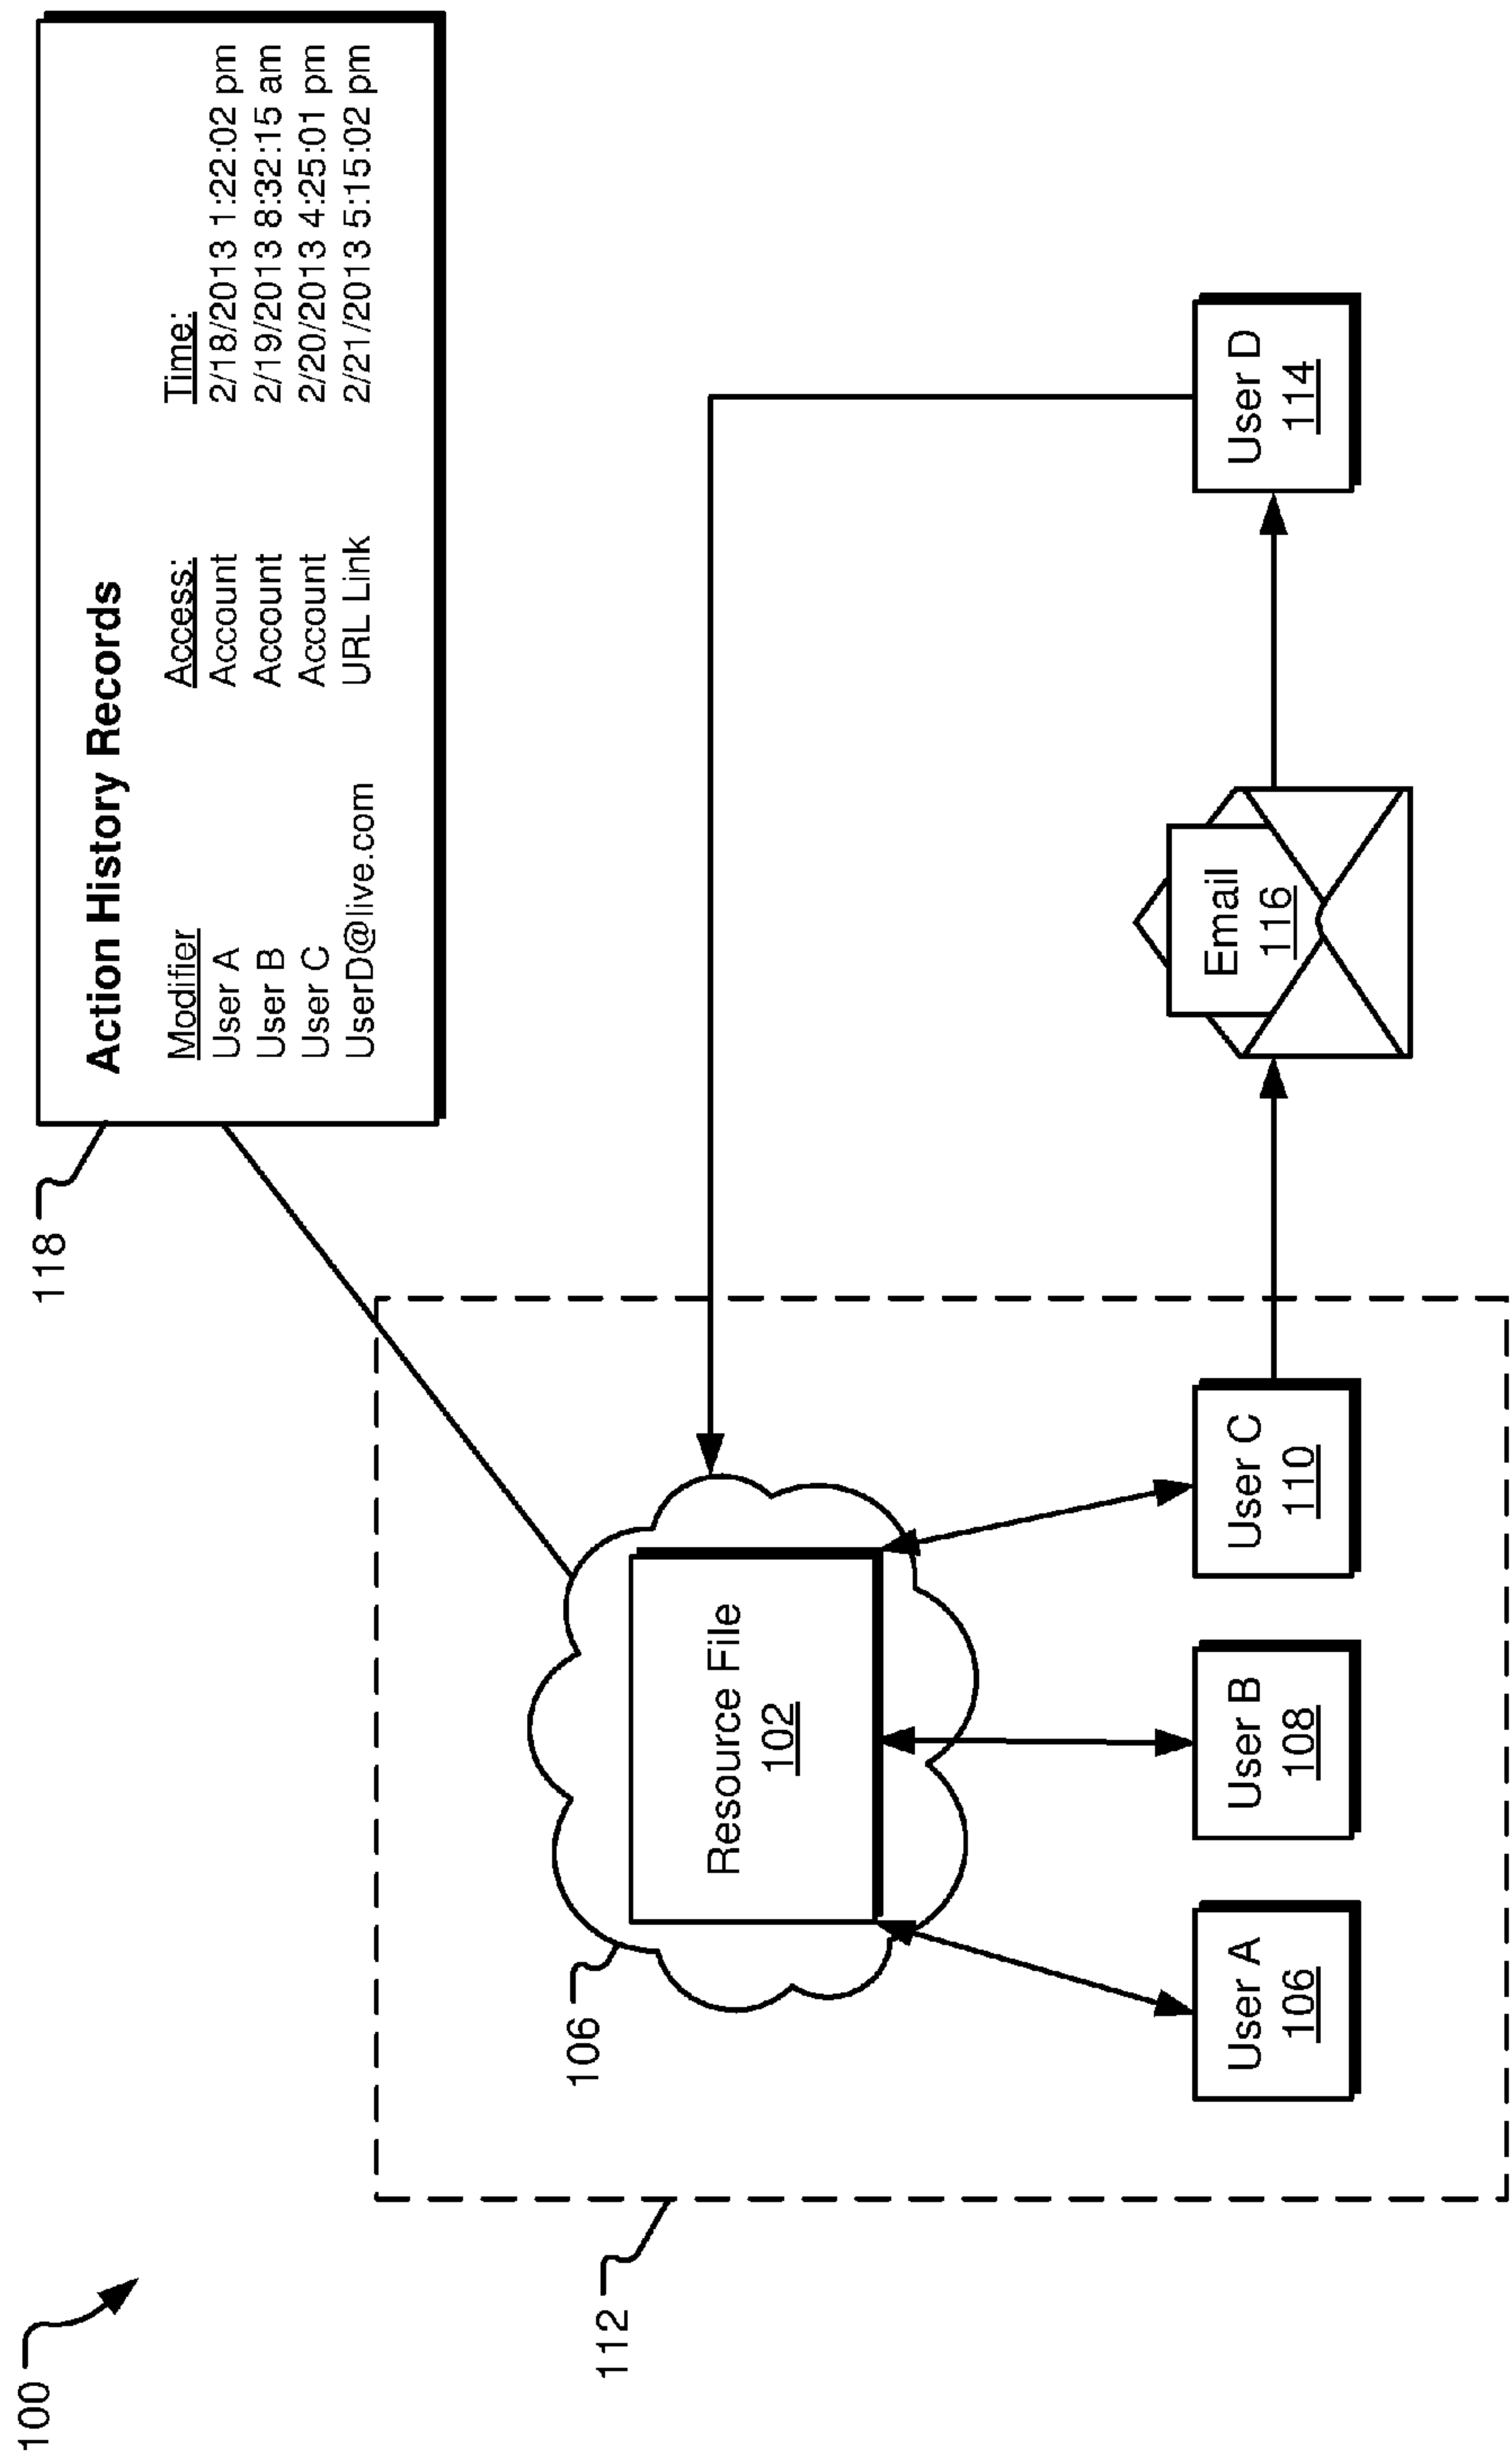 100
118
Action History Records
Modifier Access: Time:
User A Account 2/18/2013 1:22:02 pm
User B Account 2/19/2013 8:32:15 am
User C Account 2/20/2013 4:25:01 pm
UserD@live.com URL Link 2/21/2013 5:15:02 pm
112
106
Resource File
102
User A
106
User B
108
User C
110
Email
116
User D
114